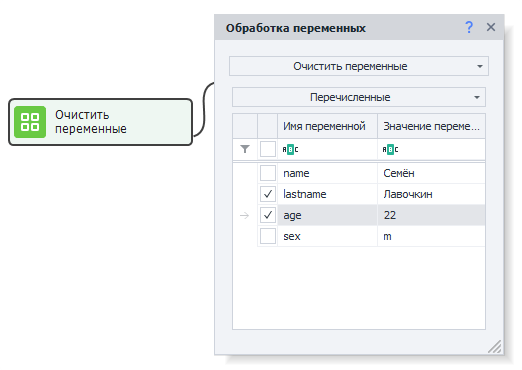 Очистить
переменные
Обработка переменных ?
Очистить переменные
Перечисленные
Имя переменной Значение переме...
ABC ABC
name Семён
lastname Лавочкин
age 22
sex m